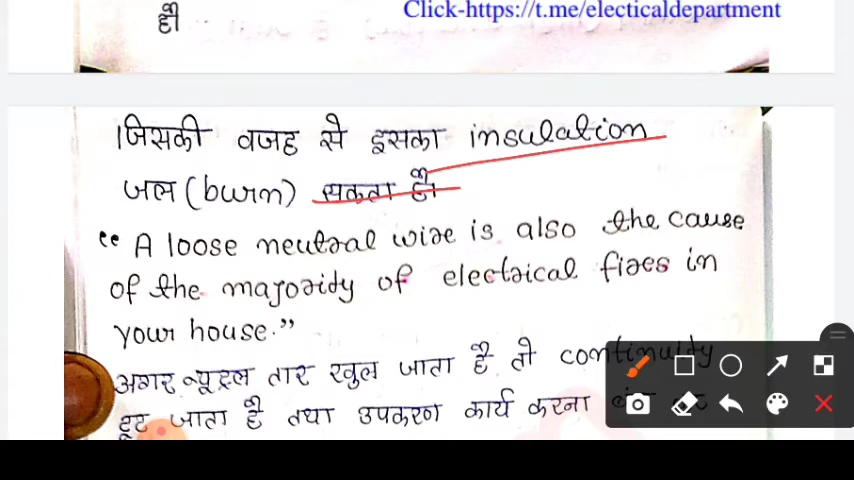 Click-https://t.me/electicaldepartment
है।
जिसकी वजह से इसका insulation
जल (burn) सकता है।
“ A loose neutral wire is also the cause
of the majority of electrical fires in
your house.”
अगर न्यूट्रल तार खुल जाता है तो continuity
टूट जाता है तथा उपकरण कार्य करना